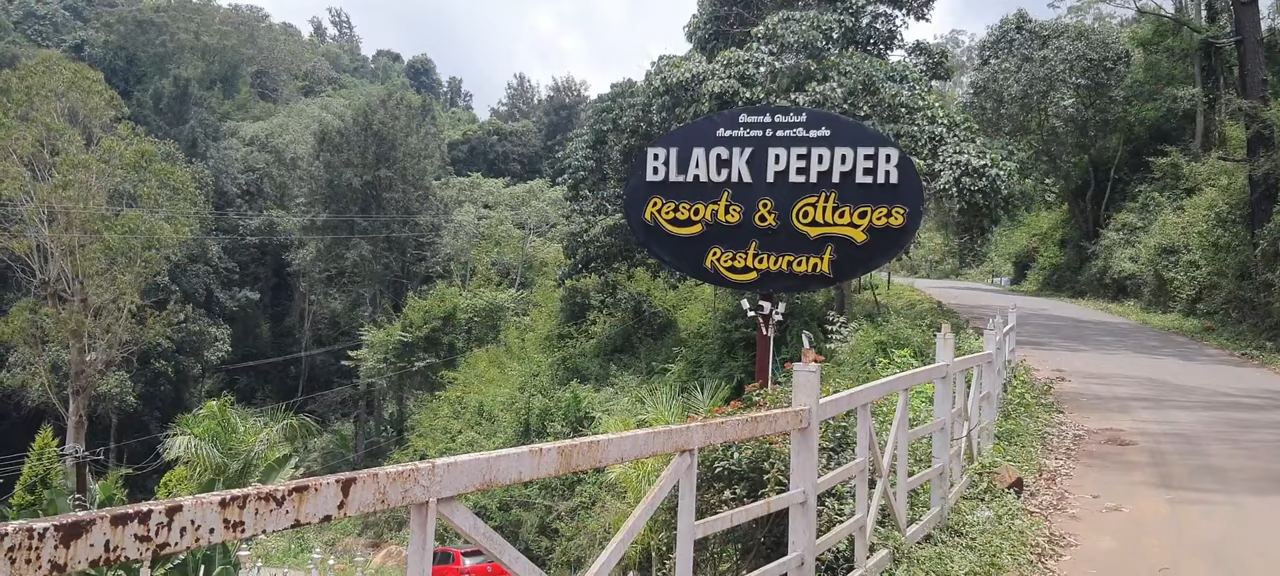 பிளாக் பெப்பர்
ரிசார்ட்ஸ் & காட்டேஜஸ்
BLACK PEPPER
Resorts & Cottages
Restaurant